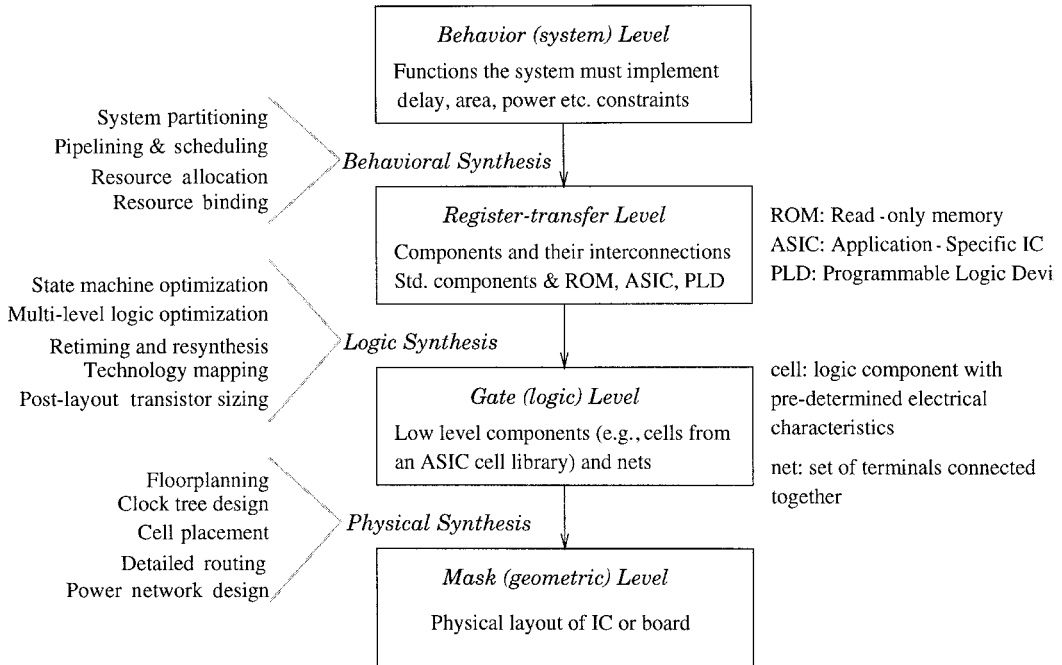 Behavior (system) Level
Functions the system must implement
delay, area, power etc. constraints
System partitioning
Pipelining & scheduling
Resource allocation
Resource binding
Behavioral Synthesis
Register-transfer Level
Components and their interconnections
Std. components & ROM, ASIC, PLD
ROM: Read-only memory
ASIC: Application-Specific IC
PLD: Programmable Logic Devi
State machine optimization
Multi-level logic optimization
Retiming and resynthesis
Technology mapping
Post-layout transistor sizing
Logic Synthesis
Gate (logic) Level
Low level components (e.g., cells from
an ASIC cell library) and nets
cell: logic component with
pre-determined electrical
characteristics
net: set of terminals connected
together
Floorplanning
Clock tree design
Cell placement
Detailed routing
Power network design
Physical Synthesis
Mask (geometric) Level
Physical layout of IC or board